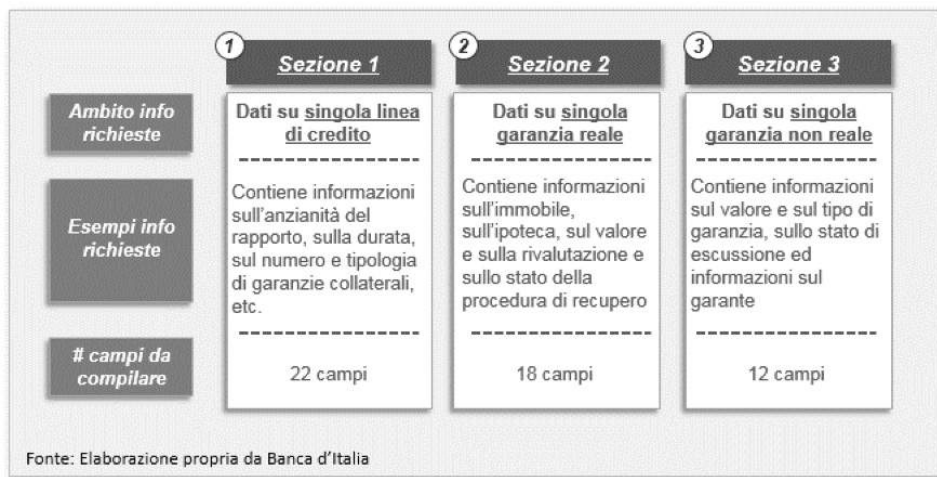 1
Sezione 1
2
Sezione 2
3
Sezione 3
Ambito info
richieste
Dati su singola linea
di credito
Dati su singola
garanzia reale
Dati su singola
garanzia non reale
Esempi info
richieste
Contiene informazioni
sull'anzianità del
rapporto, sulla durata,
sul numero e tipologia
di garanzie collaterali,
etc.
Contiene informazioni
sull'immobile,
sull'ipoteca, sul valore
e sulla rivalutazione e
sullo stato della
procedura di recupero
Contiene informazioni
sul valore e sul tipo di
garanzia, sullo stato di
escussione ed
informazioni sul
garante
# campi da
compilare
22 campi
18 campi
12 campi
Fonte: Elaborazione propria da Banca d'Italia